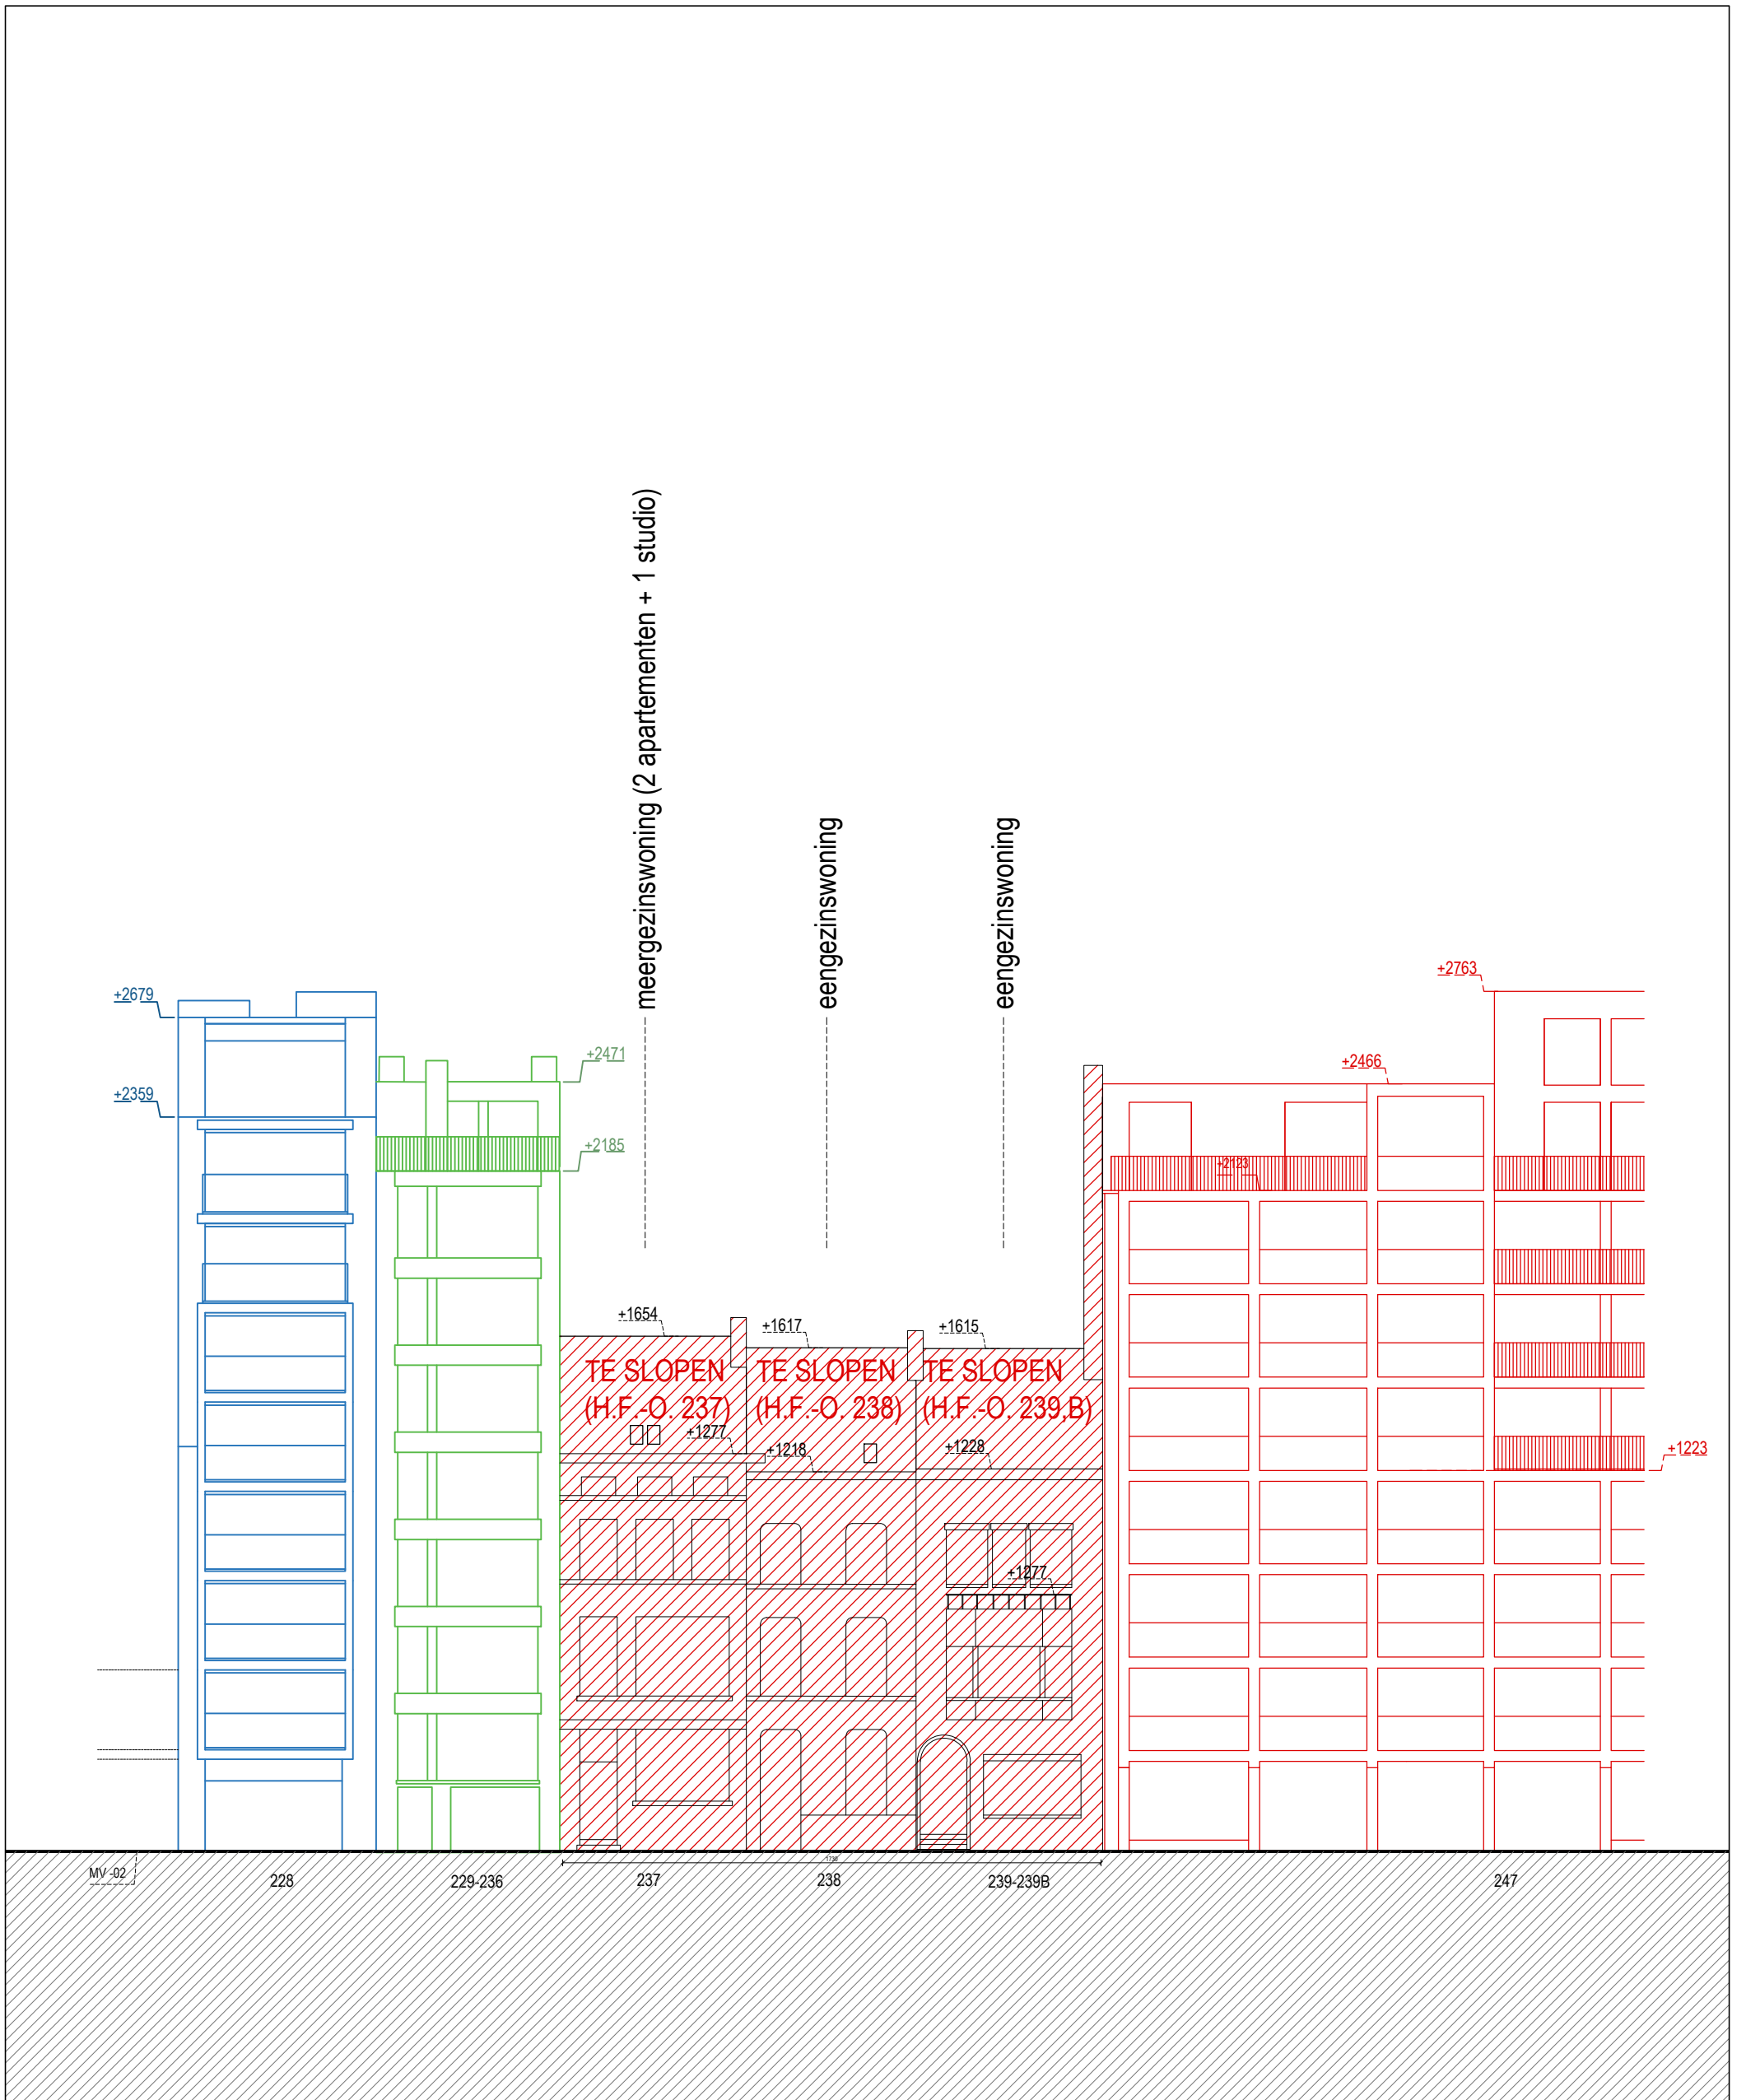 meergezinswoning (2 apartementen + 1 studio)
eengezinswoning
eengezinswoning
+2679
+2763
+2471
+2466
+2359
+2185
+2123
+1654
+1617
+1615
TE SLOPEN
(H.F.-O. 237)
TE SLOPEN
(H.F.-O. 238)
TE SLOPEN
(H.F.-O. 239,B)
+1277
+1218
+1228
+1223
+1277
MV -02
228
229-236
237
238
239-239B
247